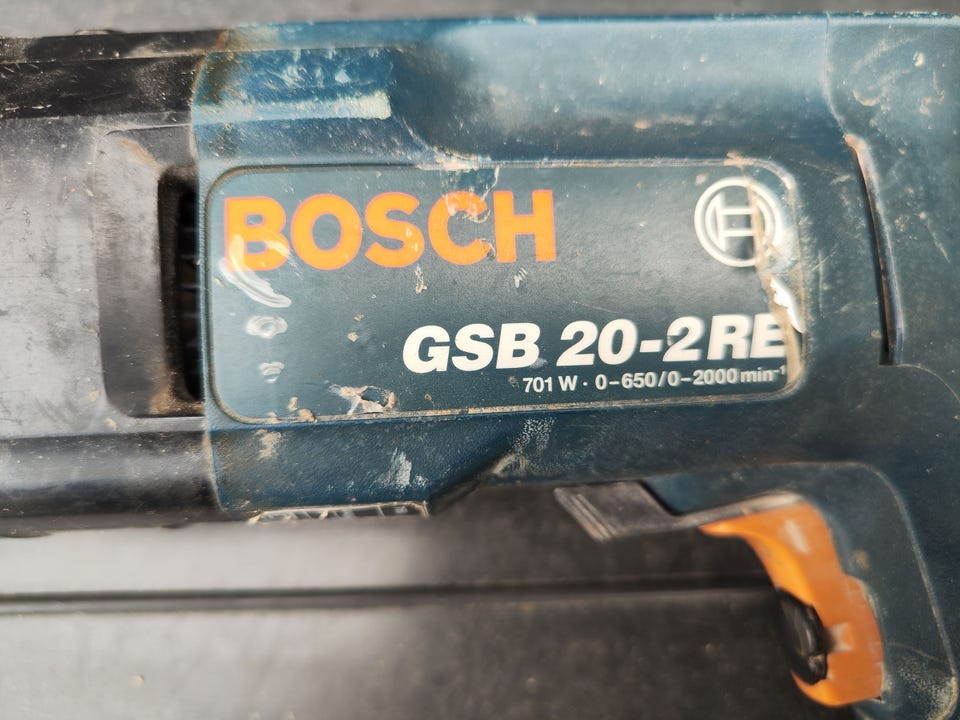 BOSCH
GSB 20-2RE
701 W · 0-650/0-2000 min⁻¹